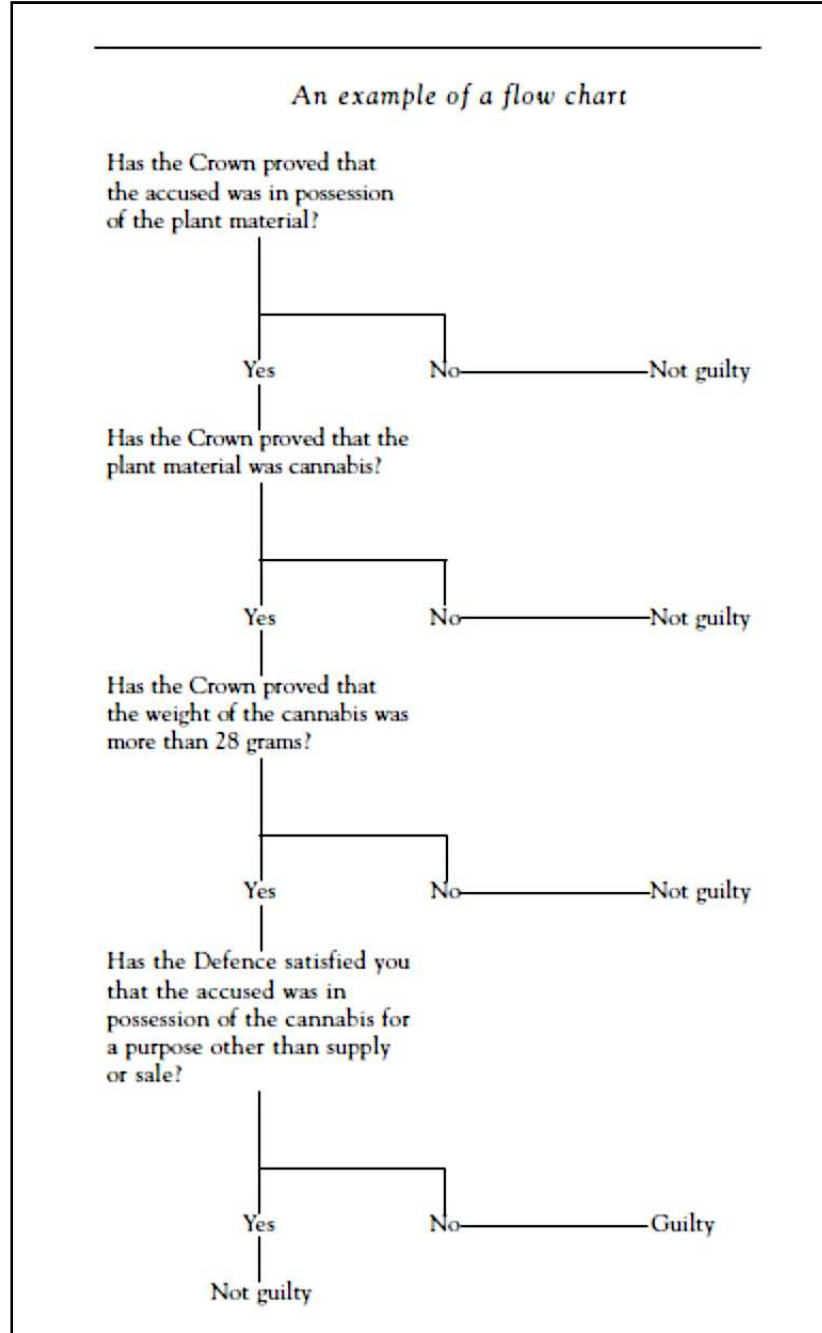 An example of a flow chart
Has the Crown proved that
the accused was in possession
of the plant material?
Yes
No
Not guilty
Has the Crown proved that the
plant material was cannabis?
Yes
No
Not guilty
Has the Crown proved that
the weight of the cannabis was
more than 28 grams?
Yes
No
Not guilty
Has the Defence satisfied you
that the accused was in
possession of the cannabis for
a purpose other than supply
or sale?
Yes
No
Guilty
Not guilty